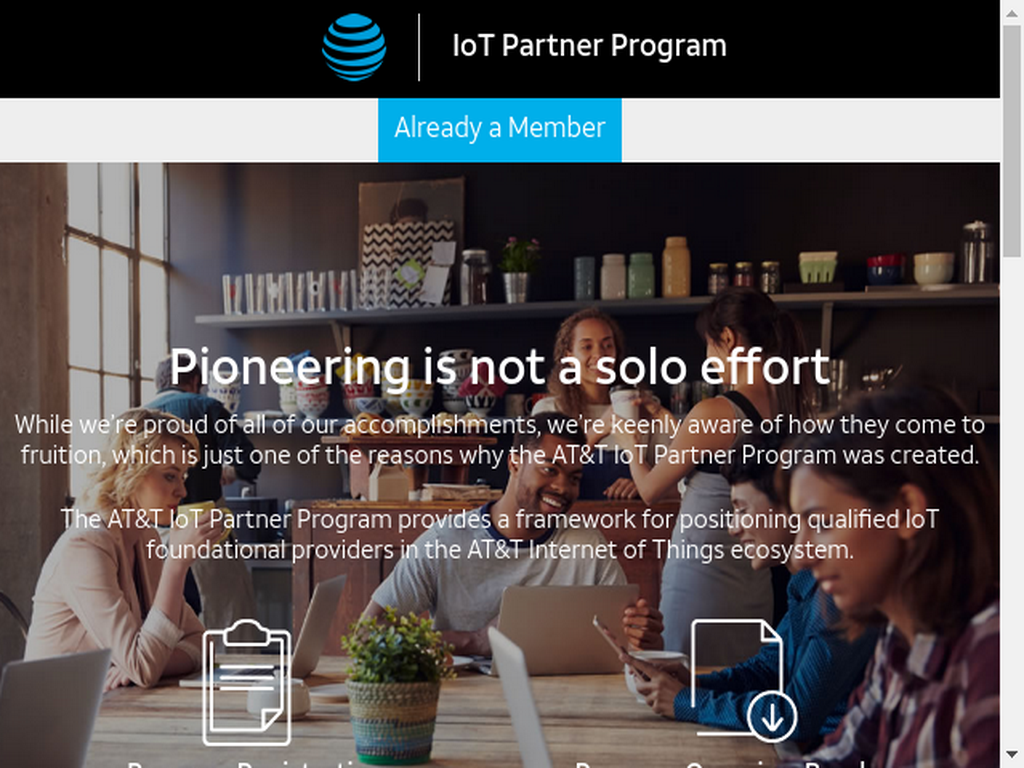 IoT Partner Program
Already a Member
Pioneering is not a solo effort
While we're proud of all of our accomplishments, we're keenly aware of how they come to
fruition, which is just one of the reasons why the AT&T IoT Partner Program was created.
The AT&T IoT Partner Program provides a framework for positioning qualified IoT
foundational providers in the AT&T Internet of Things ecosystem.